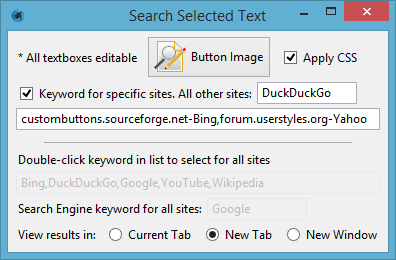 Search Selected Text
* All textboxes editable Button Image Apply CSS
Keyword for specific sites. All other sites: DuckDuckGo
custombuttons.sourceforge.net-Bing,forum.userstyles.org-Yahoo
Double-click keyword in list to select for all sites
Bing,DuckDuckGo,Google,YouTube,Wikipedia
Search Engine keyword for all sites: Google
View results in: Current Tab New Tab New Window